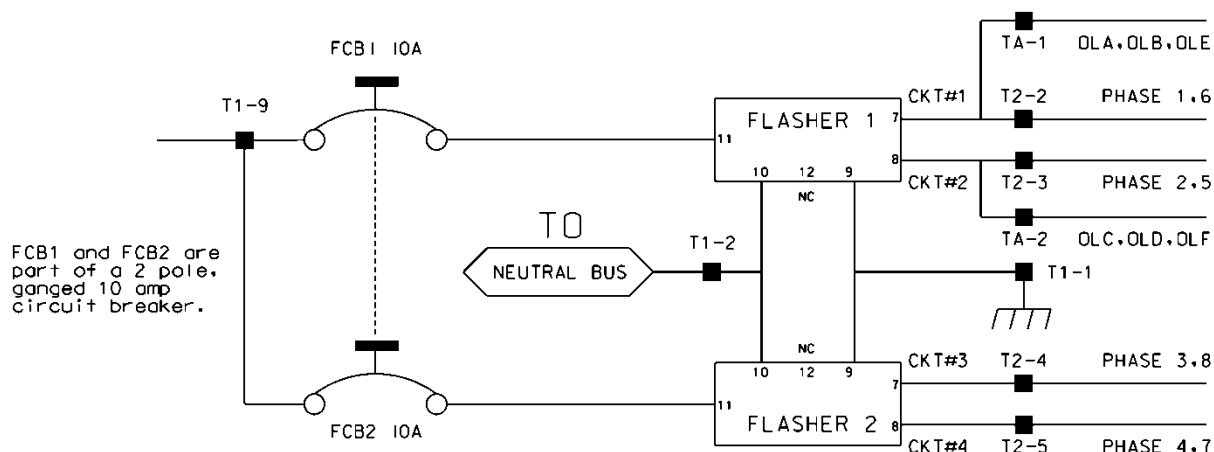 FCB1 10A
TA-1 OLA,OLB,OLE
T1-9
CKT#1 T2-2 PHASE 1,6
7
FLASHER 1
11
8
10 12 9
CKT#2 T2-3 PHASE 2,5
NC
TO
NEUTRAL BUS
T1-2
TA-2 OLC,OLD,OLF
T1-1
FCB1 and FCB2 are
part of a 2 pole,
ganged 10 amp
circuit breaker.
NC
10 12 9
CKT#3 T2-4 PHASE 3,8
7
11
FLASHER 2
8
FCB2 10A
CKT#4 T2-5 PHASE 4,7